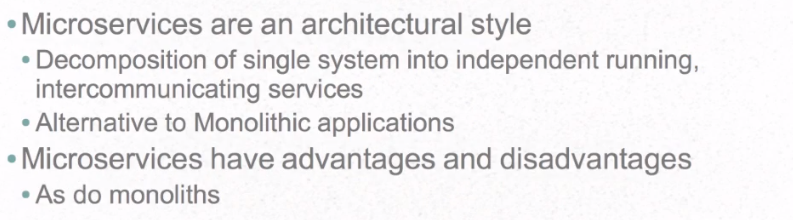 •Microservices are an architectural style
•Decomposition of single system into independent running,
intercommunicating services
•Alternative to Monolithic applications
•Microservices have advantages and disadvantages
•As do monoliths